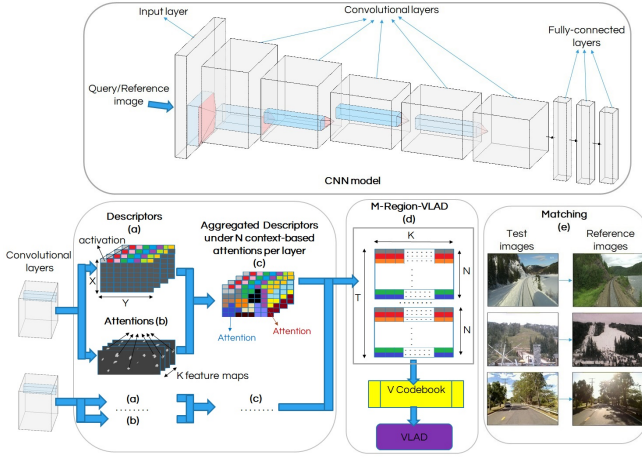 Input layer
Convolutional layers
Fully-connected
layers
Query/Reference
image
CNN model
Descriptors
(a)
activation
X
Y
Convolutional
layers
Attentions (b)
K feature maps
(a)
(b)
Aggregated Descriptors
under N context-based
attentions per layer
(c)
Attention
Attention
(c)
M-Region-VLAD
(d)
K
T
N
N
V Codebook
VLAD
Matching
(e)
Test
images
Reference
images